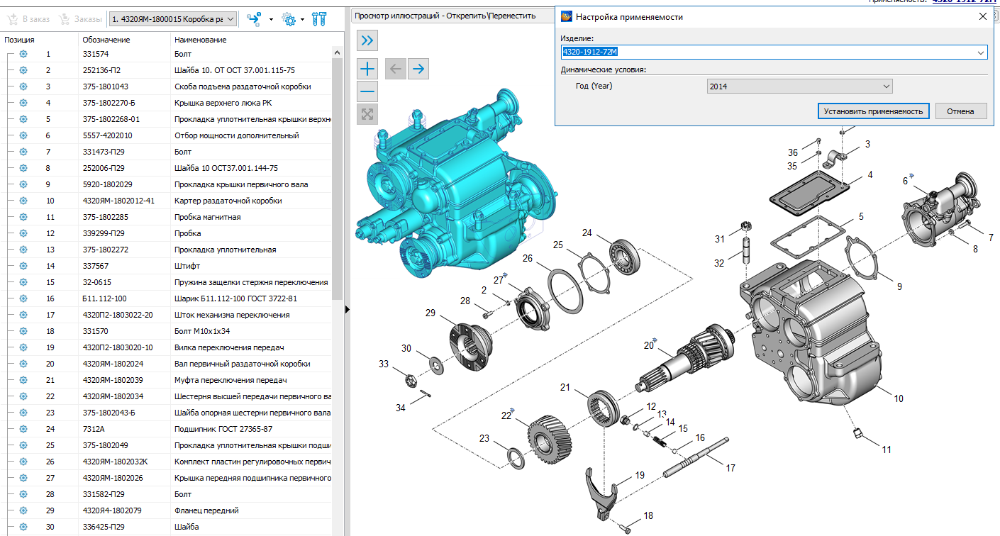 Применяемость: 4320-1912-72М
В заказ Заказы 1. 4320ЯМ-1800015 Коробка ра
Просмотр иллюстраций - Открепить\Переместить
Настройка применяемости
Изделие:
4320-1912-72М
Динамические условия:
Год (Year) 2014
Установить применяемость Отмена
Позиция Обозначение Наименование
1 331574 Болт
2 252136-П2 Шайба 10. ОТ ОСТ 37.001.115-75
3 375-1801043 Скоба подъема раздаточной коробки
4 375-1802270-Б Крышка верхнего люка РК
5 375-1802268-01 Прокладка уплотнительная крышки верхн
6 5557-4202010 Отбор мощности дополнительный
7 331473-П29 Болт
8 252006-П29 Шайба 10 ОСТ37.001.144-75
9 5920-1802029 Прокладка крышки первичного вала
10 4320ЯМ-1802012-41 Картер раздаточной коробки
11 375-1802285 Пробка магнитная
12 339299-П29 Пробка
13 375-1802272 Прокладка уплотнительная
14 337567 Штифт
15 32-0615 Пружина защелки стержня переключения
16 Б11.112-100 Шарик Б11.112-100 ГОСТ 3722-81
17 4320П2-1803022-20 Шток механизма переключения
18 331570 Болт М10х1х34
19 4320П2-1803020-10 Вилка переключения передач
20 4320ЯМ-1802024 Вал первичный раздаточной коробки
21 4320ЯМ-1802039 Муфта переключения передач
22 4320ЯМ-1802034 Шестерня высшей передачи первичного ва
23 375-1802043-Б Шайба опорная шестерни первичного вала
24 7312А Подшипник ГОСТ 27365-87
25 375-1802049 Прокладка уплотнительная крышки подши
26 4320ЯМ-1802032К Комплект пластин регулировочных первич
27 4320ЯМ-1802026 Крышка передняя подшипника первичного
28 331582-П29 Болт
29 4320Я4-1802079 Фланец передний
30 336425-П29 Шайба
36
3
35
4
6
5
31
7
24
8
25
32
26
27
9
2
28
29
20
30
33
21
10
34
12
13
22
14
15
16
23
11
17
19
18